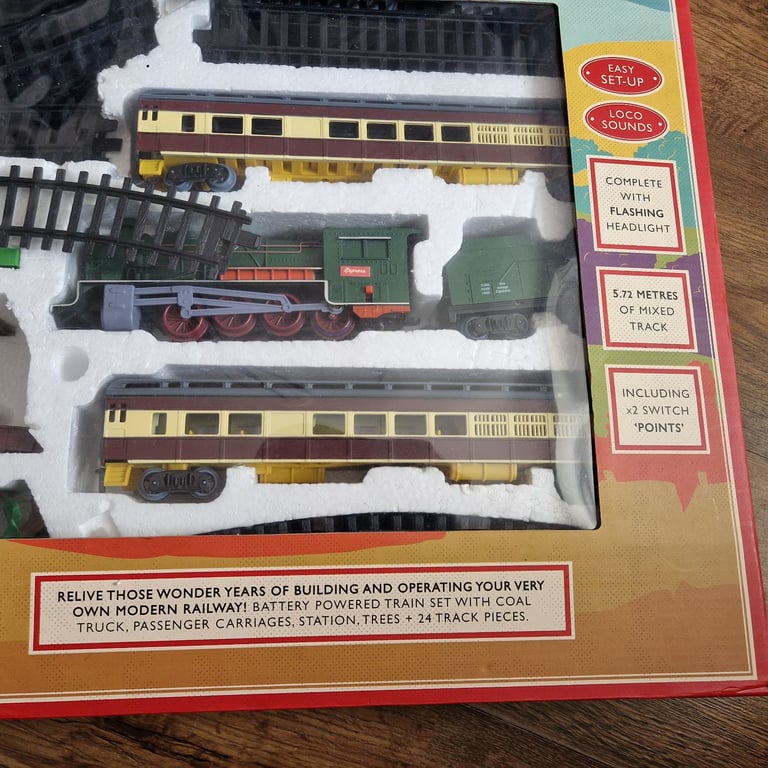 EASY
SET-UP
LOCO
SOUNDS
COMPLETE
WITH
FLASHING
HEADLIGHT
Express
5.72 METRES
OF MIXED
TRACK
INCLUDING
x2 SWITCH
'POINTS'
RELIVE THOSE WONDER YEARS OF BUILDING AND OPERATING YOUR VERY
OWN MODERN RAILWAY! BATTERY POWERED TRAIN SET WITH COAL
TRUCK, PASSENGER CARRIAGES, STATION, TREES + 24 TRACK PIECES.